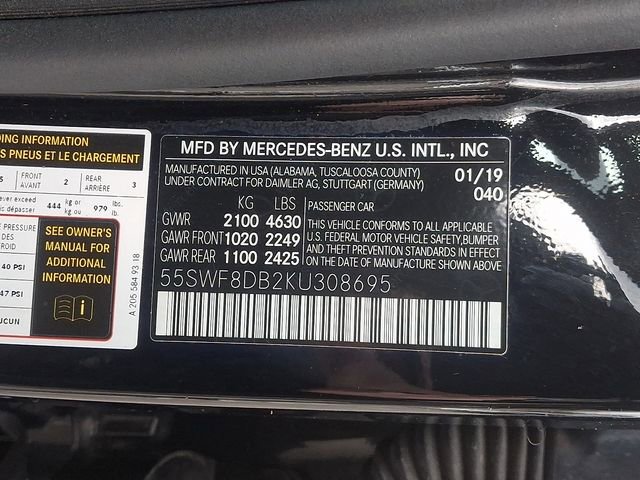 DING INFORMATION
S PNEUS ET LE CHARGEMENT
5 FRONT AVANT 2 REAR ARRIÈRE 3
ever exceed
dépasser 444 kg or kg ou 979 lbs. lb.
PRESSURE
DES
FROID
40 PSI
47 PSI
UCUN
SEE OWNER'S
MANUAL FOR
ADDITIONAL
INFORMATION
A 205 584 93 18
MFD BY MERCEDES-BENZ U.S. INTL., INC
MANUFACTURED IN USA (ALABAMA, TUSCALOOSA COUNTY)
UNDER CONTRACT FOR DAIMLER AG, STUTTGART (GERMANY)
01/19
040
KG LBS
GVWR 2100 4630
GAWR FRONT 1020 2249
GAWR REAR 1100 2425
PASSENGER CAR
THIS VEHICLE CONFORMS TO ALL APPLICABLE
U.S. FEDERAL MOTOR VEHICLE SAFETY,BUMPER
AND THEFT PREVENTION STANDARDS IN EFFECT
ON THE DATE OF MANUFACTURE SHOWN ABOVE
55SWF8DB2KU308695